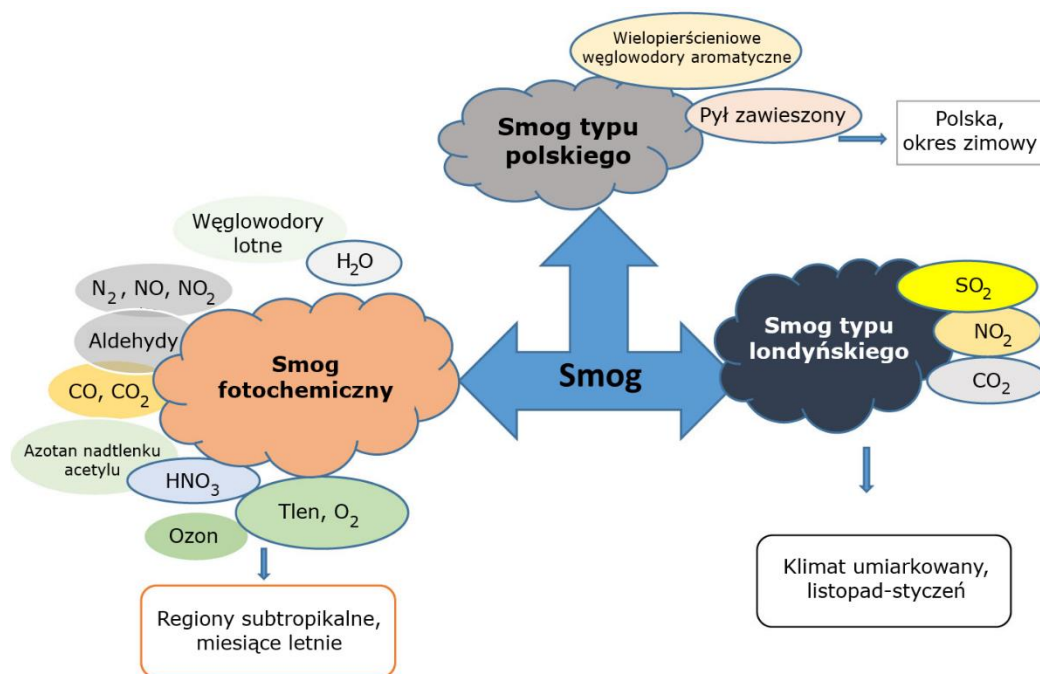 Wielopierścieniowe
węglowodory aromatyczne
Smog typu
polskiego
Pył zawieszony
Polska,
okres zimowy
Węglowodory
lotne
H₂O
N₂ , NO, NO₂
Aldehydy
CO, CO₂
Azotan nadtlenku
acetylu
HNO₃
Ozon
Tlen, O₂
Smog
fotochemiczny
Smog
Smog typu
londyńskiego
SO₂
NO₂
CO₂
Regiony subtropikalne,
miesiące letnie
Klimat umiarkowany,
listopad-styczeń